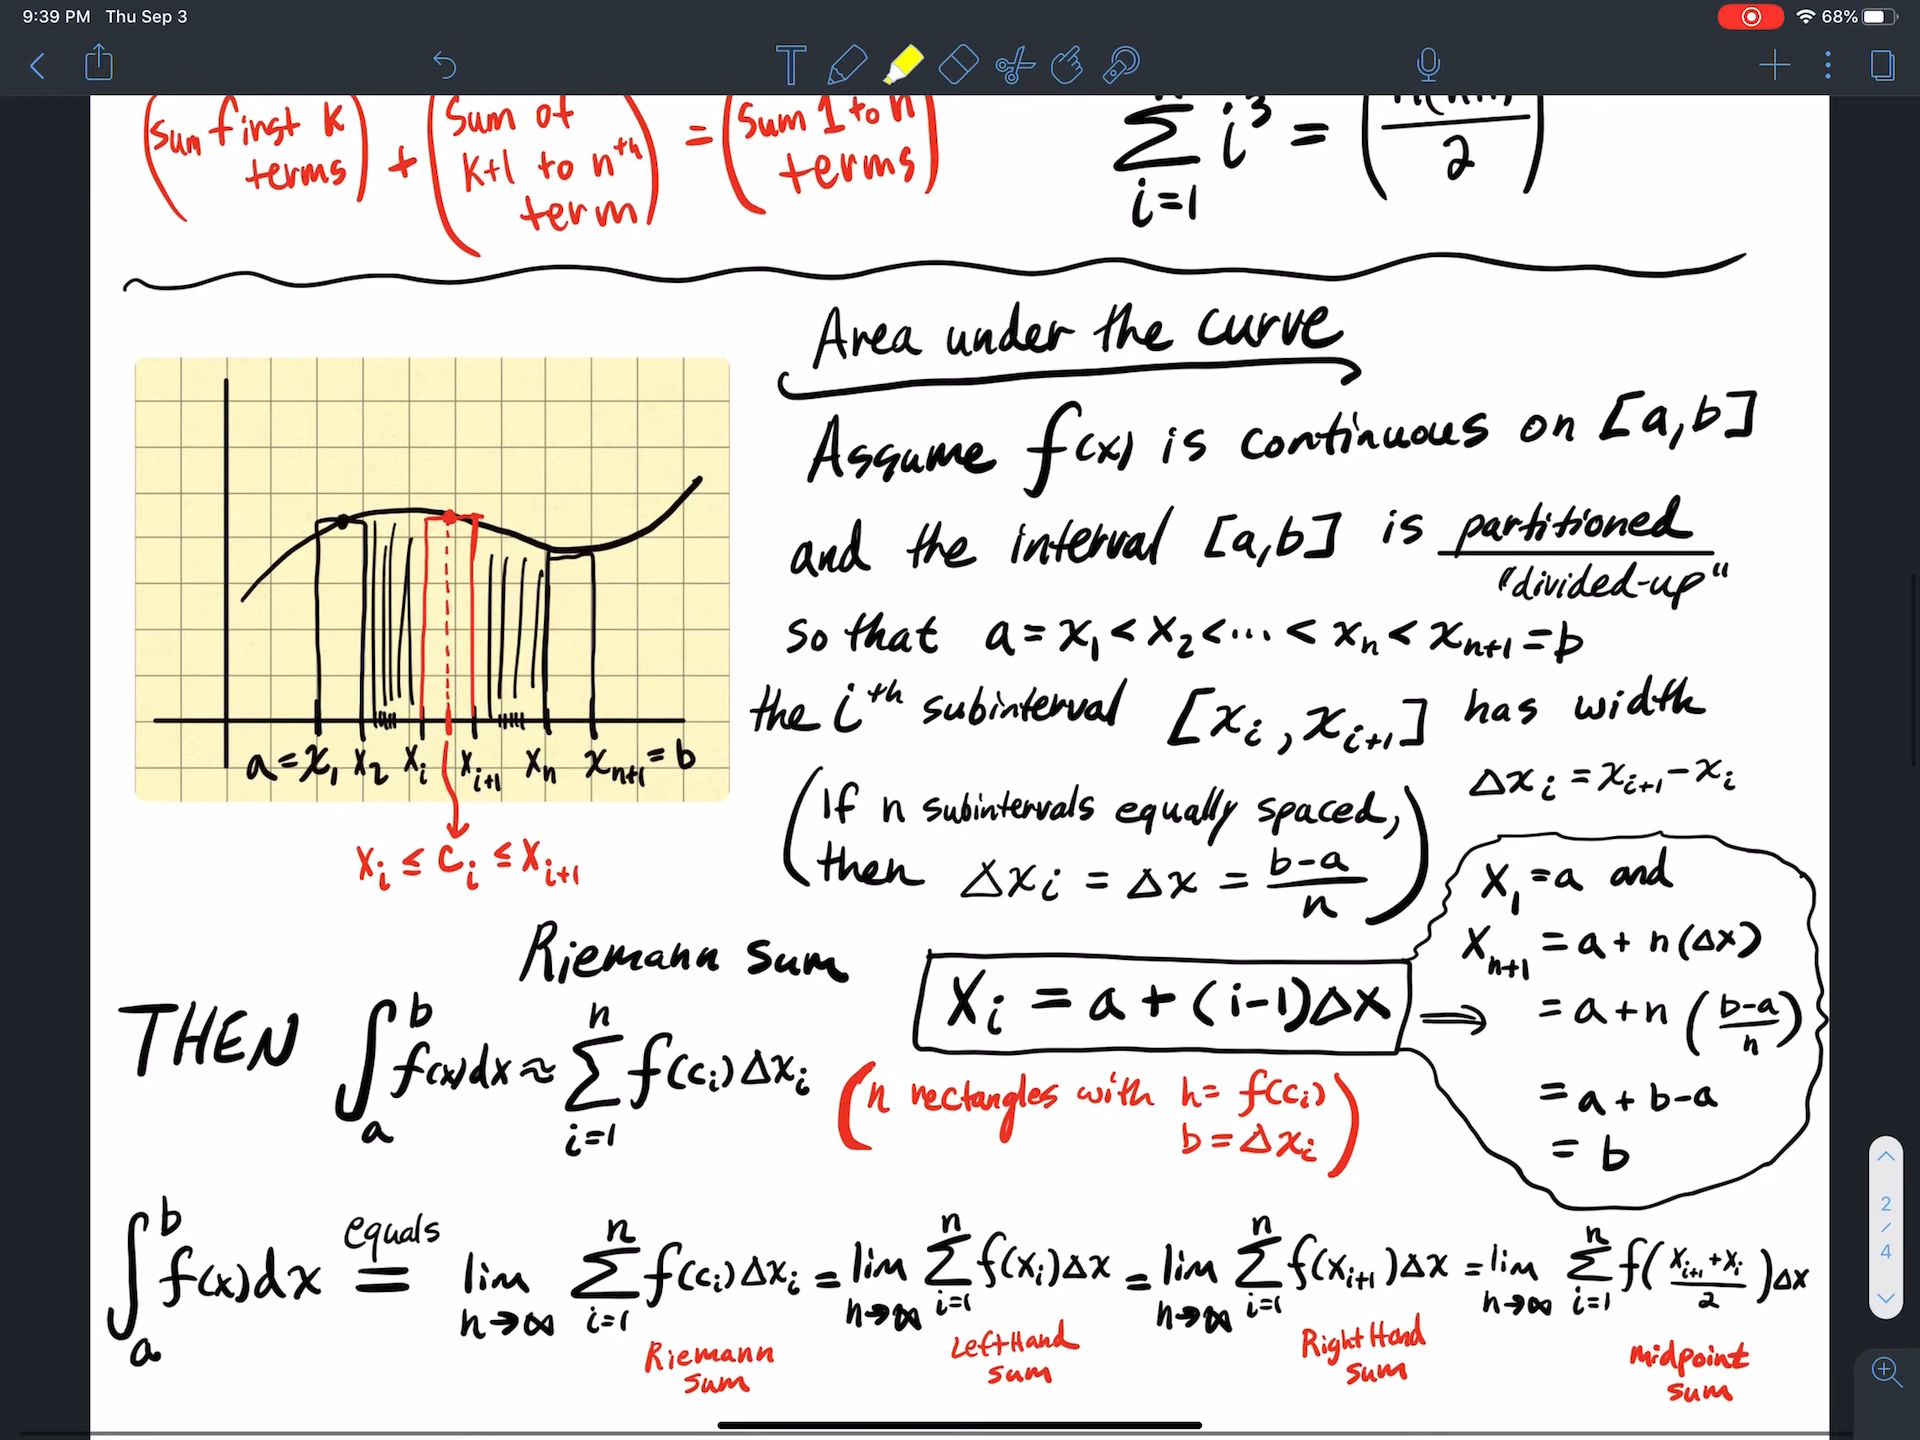 9:39 PM Thu Sep 3
68%
(Sum first k terms) + (Sum of k+1 to nth term) = (Sum 1 to n terms)
∑ i³ = ( /2)
i=1
Area under the curve
Assume f(x) is continuous on [a,b]
and the interval [a,b] is partitioned
"divided-up"
so that a = x₁ < x₂ < ... < xₙ < xₙ₊₁ = b
the iᵗʰ subinterval [xᵢ, xᵢ₊₁] has width
Δxᵢ = xᵢ₊₁ - xᵢ
(If n subintervals equally spaced,
then Δxᵢ = Δx = (b-a)/n)
a = x₁ x₂ xᵢ xᵢ₊₁ xₙ xₙ₊₁ = b
xᵢ ≤ cᵢ ≤ xᵢ₊₁
x₁ = a and
xₙ₊₁ = a + n(Δx)
= a + n((b-a)/n)
= a + b - a
= b
Riemann sum
xᵢ = a + (i-1)Δx ⇒
THEN ∫ₐᵇ f(x)dx ≈ ∑ᵢ₌₁ⁿ f(cᵢ)Δxᵢ
(n rectangles with h = f(cᵢ)
b = Δxᵢ)
∫ₐᵇ f(x)dx equals = lim n→∞ ∑ᵢ₌₁ⁿ f(cᵢ)Δxᵢ = lim n→∞ ∑ᵢ₌₁ⁿ f(xᵢ)Δx = lim n→∞ ∑ᵢ₌₁ⁿ f(xᵢ₊₁)Δx = lim n→∞ ∑ᵢ₌₁ⁿ f((xᵢ₊₁+xᵢ)/2)Δx
Riemann sum
Left Hand sum
Right Hand sum
Midpoint sum
2 / 4